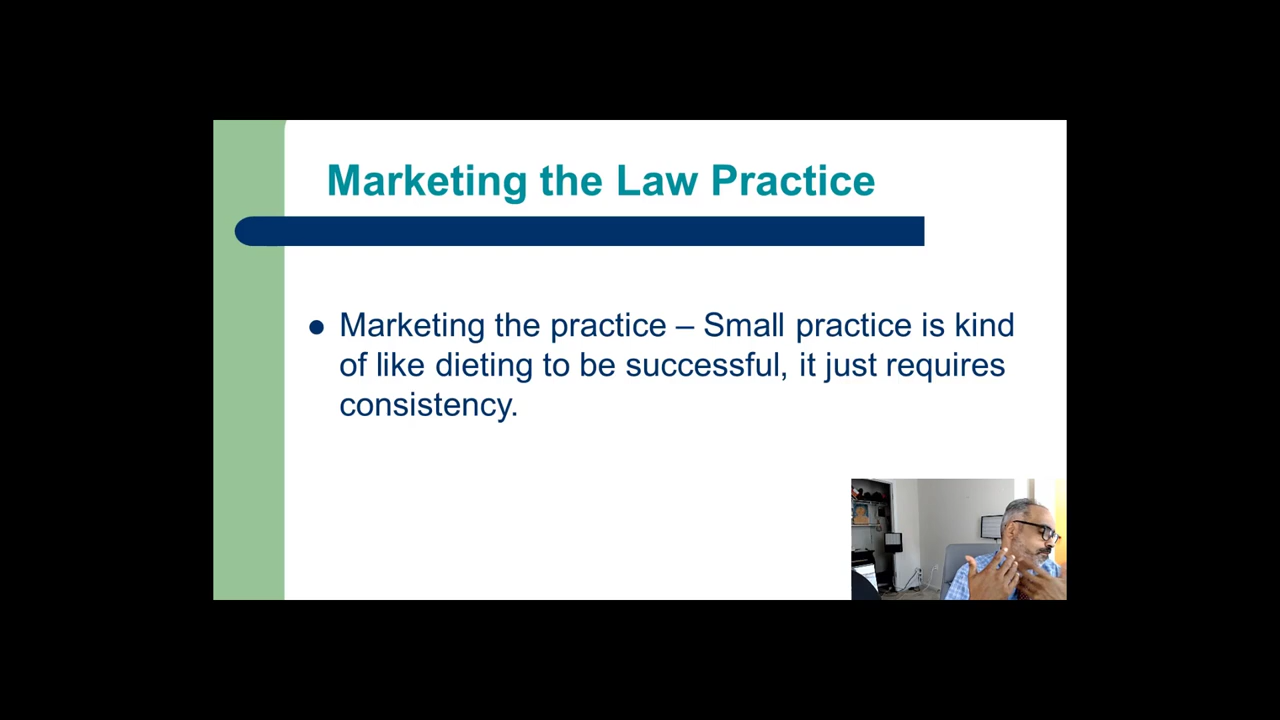 Marketing the Law Practice
● Marketing the practice – Small practice is kind
of like dieting to be successful, it just requires
consistency.